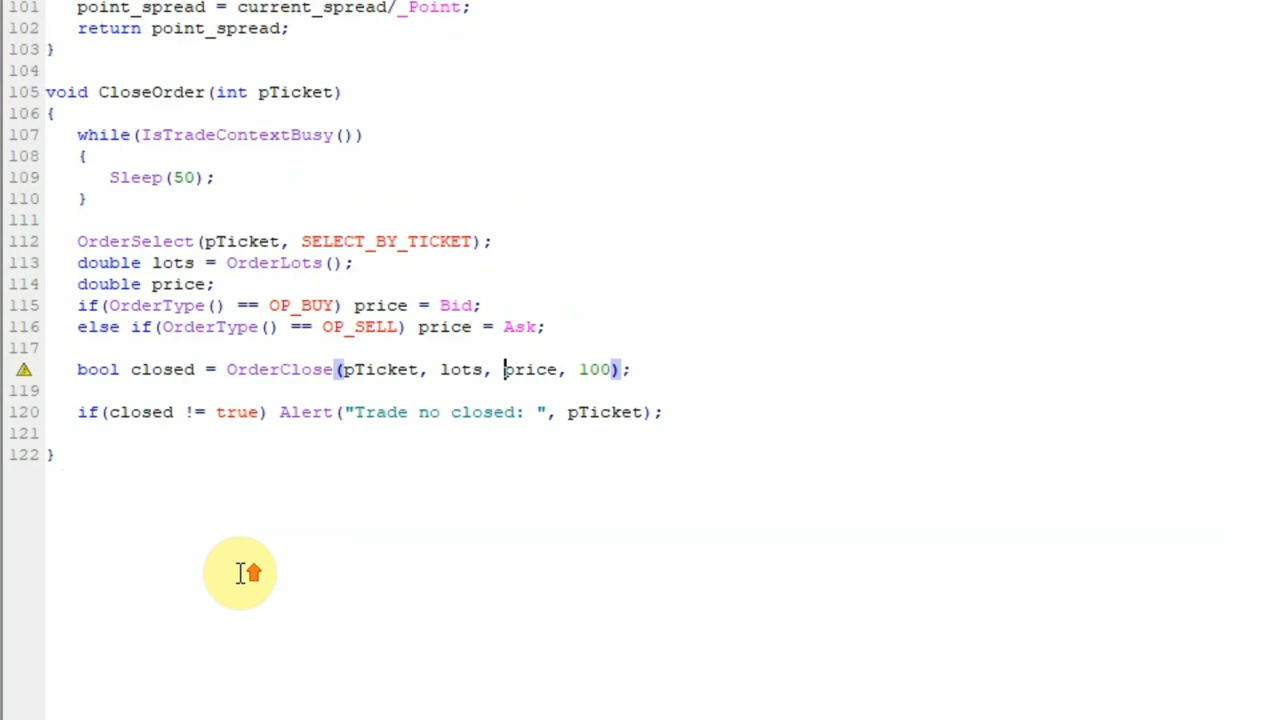 101 point_spread = current_spread/_Point;
102 return point_spread;
103 }
104
105 void CloseOrder(int pTicket)
106 {
107 while(IsTradeContextBusy())
108 {
109 Sleep(50);
110 }
111
112 OrderSelect(pTicket, SELECT_BY_TICKET);
113 double lots = OrderLots();
114 double price;
115 if(OrderType() == OP_BUY) price = Bid;
116 else if(OrderType() == OP_SELL) price = Ask;
117
bool closed = OrderClose(pTicket, lots, price, 100);
119
120 if(closed != true) Alert("Trade no closed: ", pTicket);
121
122 }